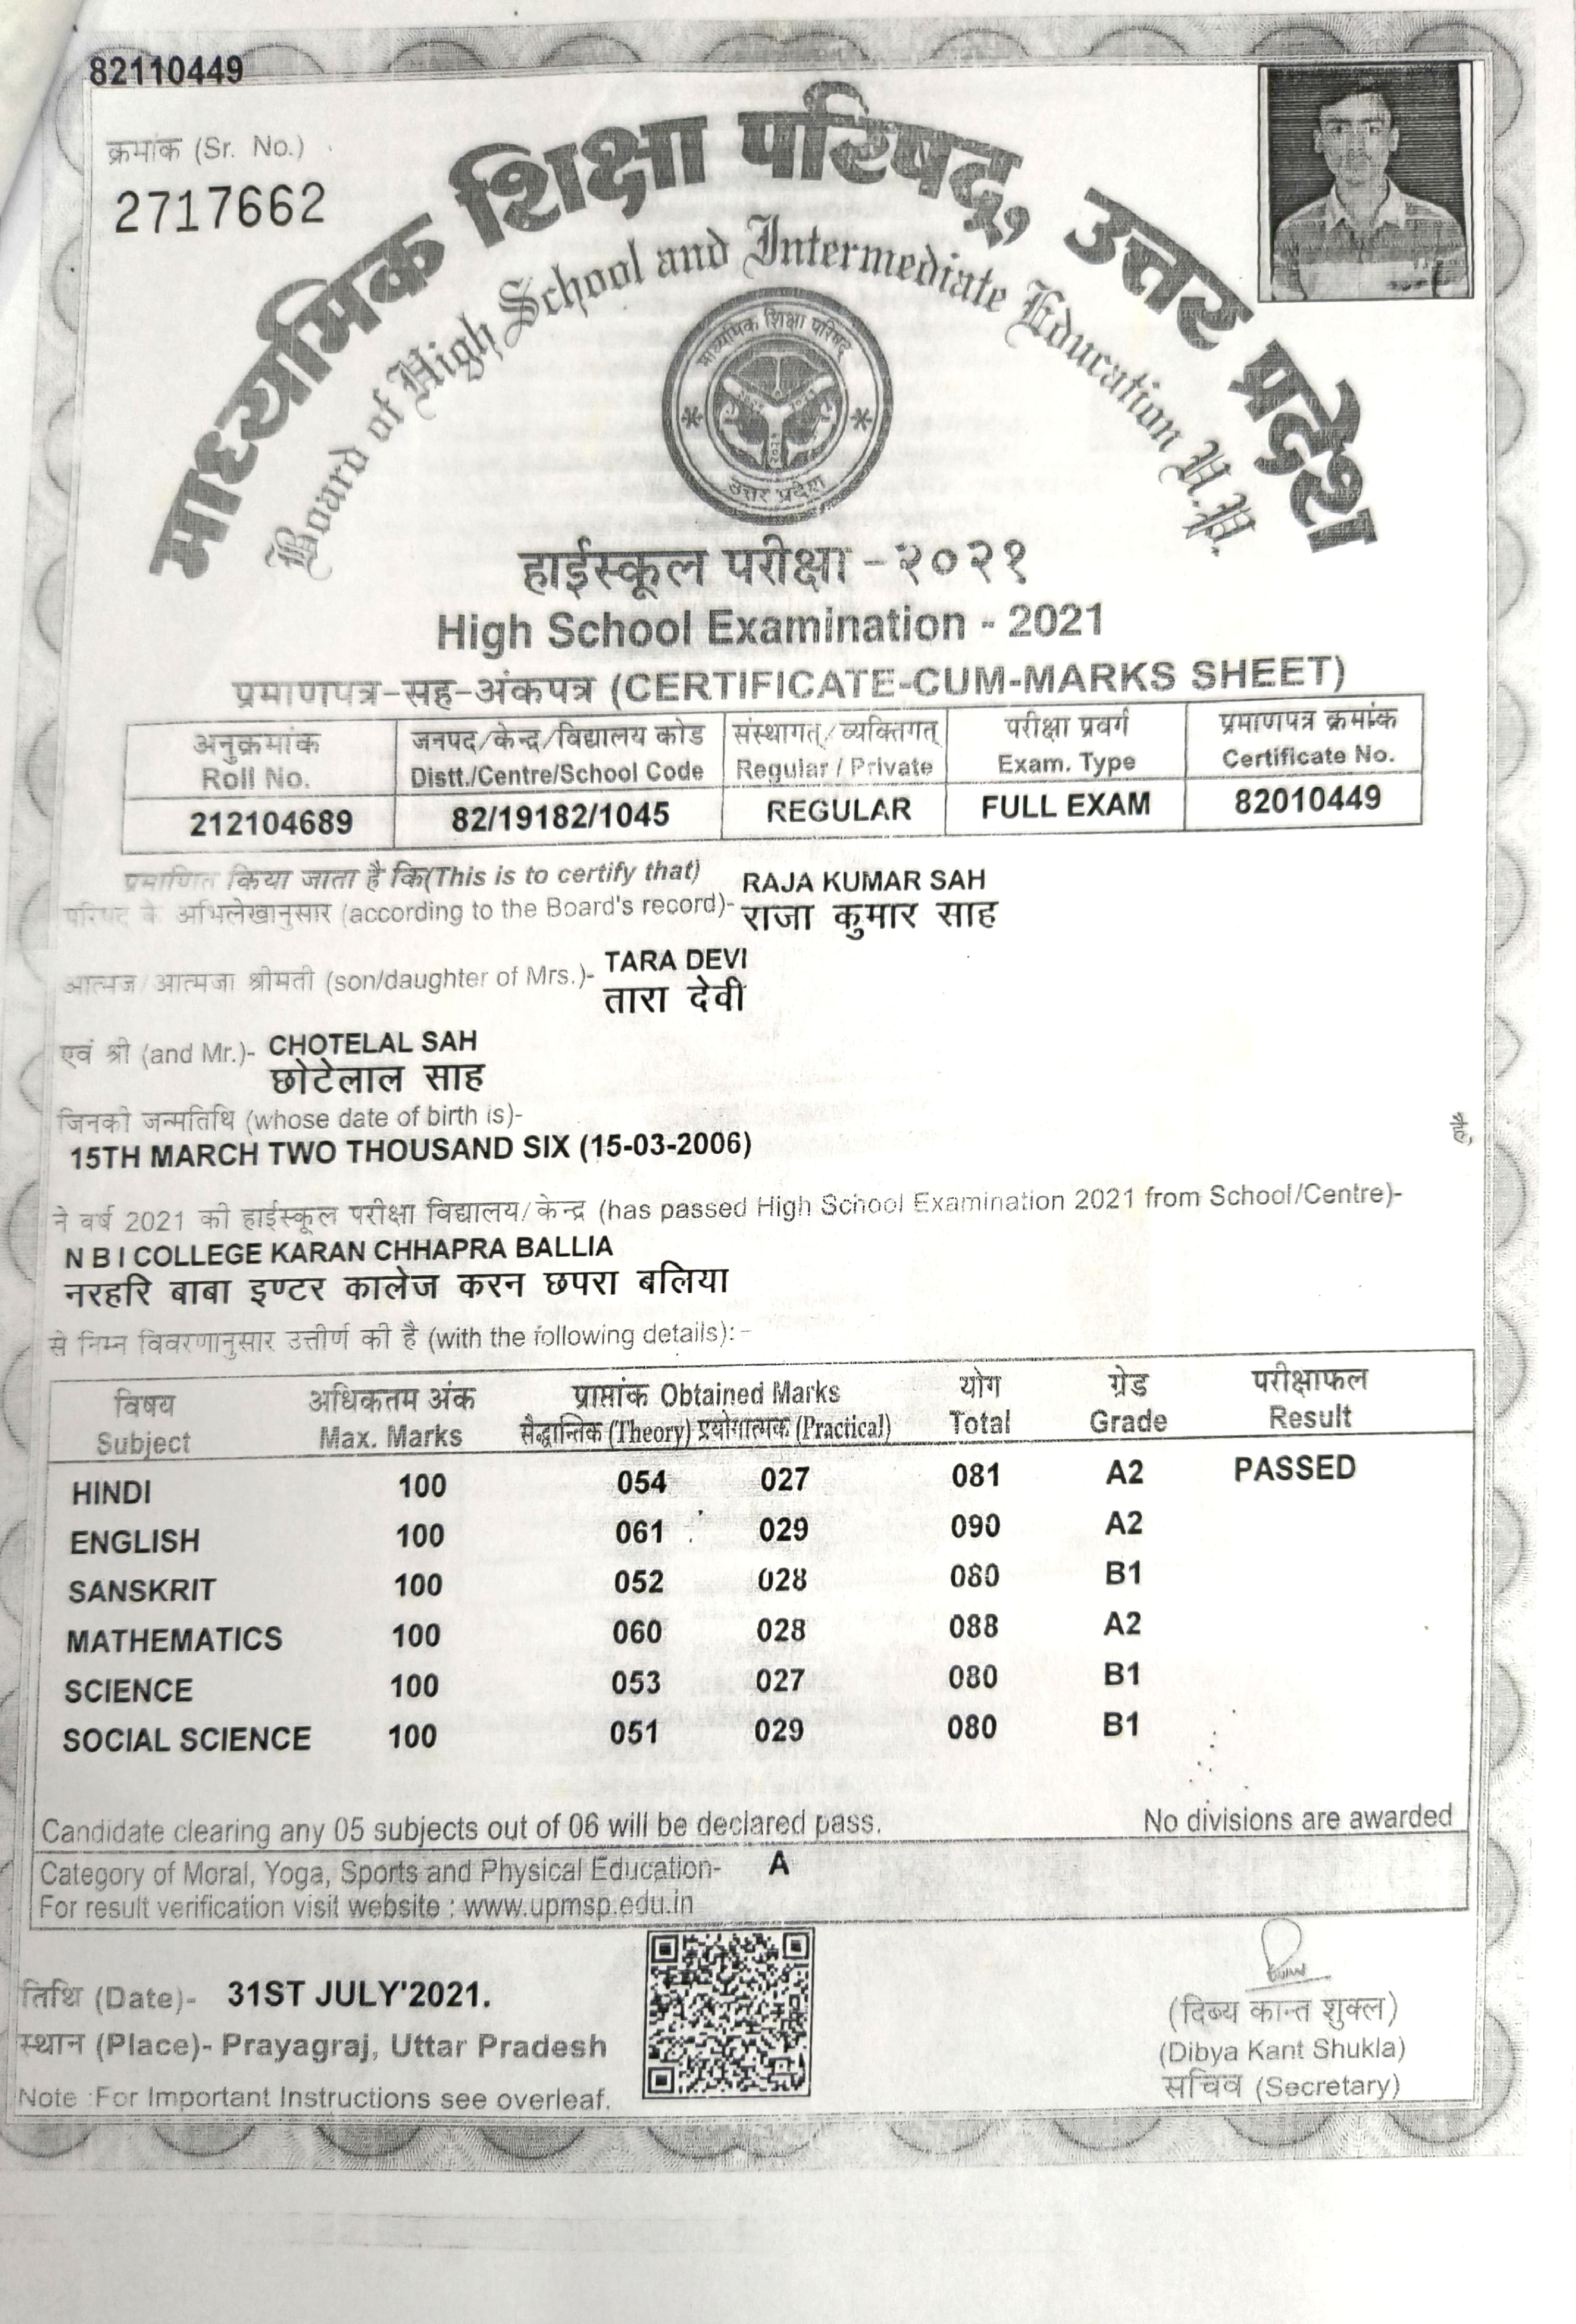 82110449
क्रमांक (Sr. No.)
2717662
माध्यमिक शिक्षा परिषद्, उत्तर प्रदेश
Board of High School and Intermediate Education U.P.
माध्यमिक शिक्षा परिषद्
उत्तर प्रदेश
हाईस्कूल परीक्षा -२०२१
High School Examination - 2021
प्रमाणपत्र-सह-अंकपत्र (CERTIFICATE-CUM-MARKS SHEET)
अनुक्रमांक जनपद/केन्द्र/विद्यालय कोड संस्थागत्/व्यक्तिगत् परीक्षा प्रवर्ग प्रमाणपत्र क्रमांक
Roll No. Distt./Centre/School Code Regular / Private Exam. Type Certificate No.
212104689 82/19182/1045 REGULAR FULL EXAM 82010449
प्रमाणित किया जाता है कि(This is to certify that) RAJA KUMAR SAH
परिषद के अभिलेखानुसार (according to the Board's record)- राजा कुमार साह
TARA DEVI
आत्मज/आत्मजा श्रीमती (son/daughter of Mrs.)- तारा देवी
एवं श्री (and Mr.)- CHOTELAL SAH
छोटेलाल साह
जिनकी जन्मतिथि (whose date of birth is)-
15TH MARCH TWO THOUSAND SIX (15-03-2006) है,
ने वर्ष 2021 की हाईस्कूल परीक्षा विद्यालय/केन्द्र (has passed High School Examination 2021 from School/Centre)-
N B I COLLEGE KARAN CHHAPRA BALLIA
नरहरि बाबा इण्टर कालेज करन छपरा बलिया
से निम्न विवरणानुसार उत्तीर्ण की है (with the following details):-
विषय अधिकतम अंक प्राप्तांक Obtained Marks योग ग्रेड परीक्षाफल
Subject Max. Marks सैद्धान्तिक (Theory) प्रयोगात्मक (Practical) Total Grade Result
HINDI 100 054 027 081 A2 PASSED
ENGLISH 100 061 029 090 A2
SANSKRIT 100 052 028 080 B1
MATHEMATICS 100 060 028 088 A2
SCIENCE 100 053 027 080 B1
SOCIAL SCIENCE 100 051 029 080 B1
Candidate clearing any 05 subjects out of 06 will be declared pass. No divisions are awarded
Category of Moral, Yoga, Sports and Physical Education- A
For result verification visit website : www.upmsp.edu.in
तिथि (Date)- 31ST JULY'2021.
स्थान (Place)- Prayagraj, Uttar Pradesh
Note :For Important Instructions see overleaf.
(दिब्य कान्त शुक्ल)
(Dibya Kant Shukla)
सचिव (Secretary)